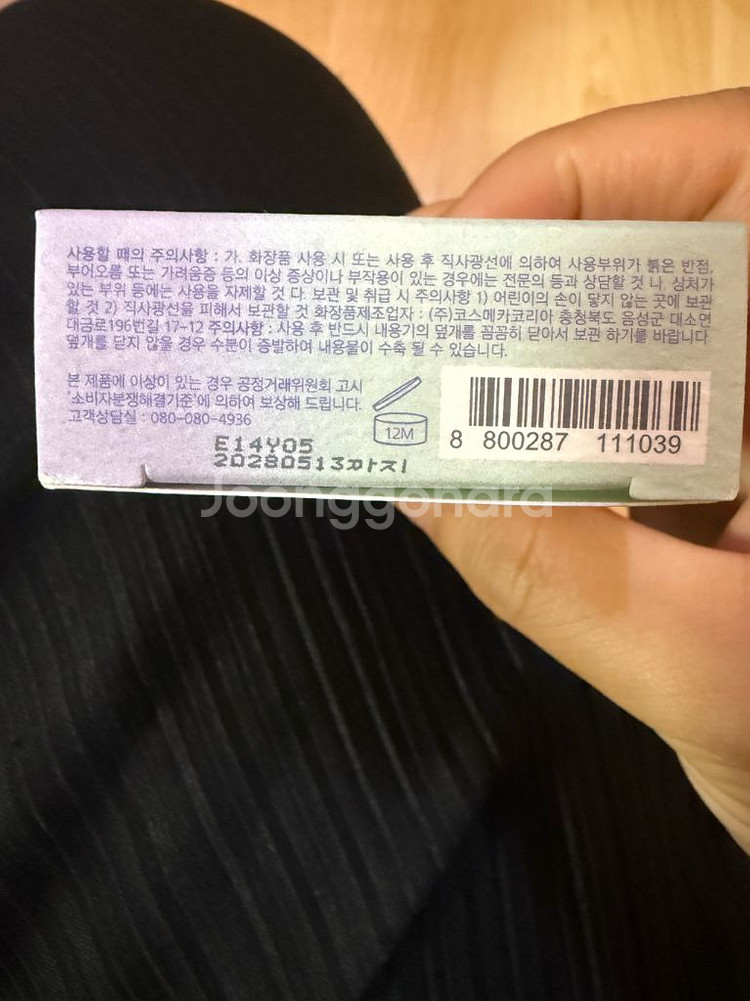 사용할 때의 주의사항 : 가. 화장품 사용 시 또는 사용 후 직사광선에 의하여 사용부위가 붉은 반점,
부어오름 또는 가려움증 등의 이상 증상이나 부작용이 있는 경우에는 전문의 등과 상담할 것 나. 상처가
있는 부위 등에는 사용을 자제할 것 다. 보관 및 취급 시 주의사항 1) 어린이의 손이 닿지 않는 곳에 보관
할 것 2) 직사광선을 피해서 보관할 것 화장품제조업자 : (주)코스메카코리아 충청북도 음성군 대소면
대금로196번길 17-12 주의사항 : 사용 후 반드시 내용기의 덮개를 꼼꼼히 닫아서 보관 하기를 바랍니다.
덮개를 닫지 않을 경우 수분이 증발하여 내용물이 수축 될 수 있습니다.
본 제품에 이상이 있는 경우 공정거래위원회 고시
'소비자분쟁해결기준'에 의하여 보상해 드립니다.
고객상담실 : 080-080-4936
12M
8 800287 111039
E14Y05
20280513까지
Joonggonara